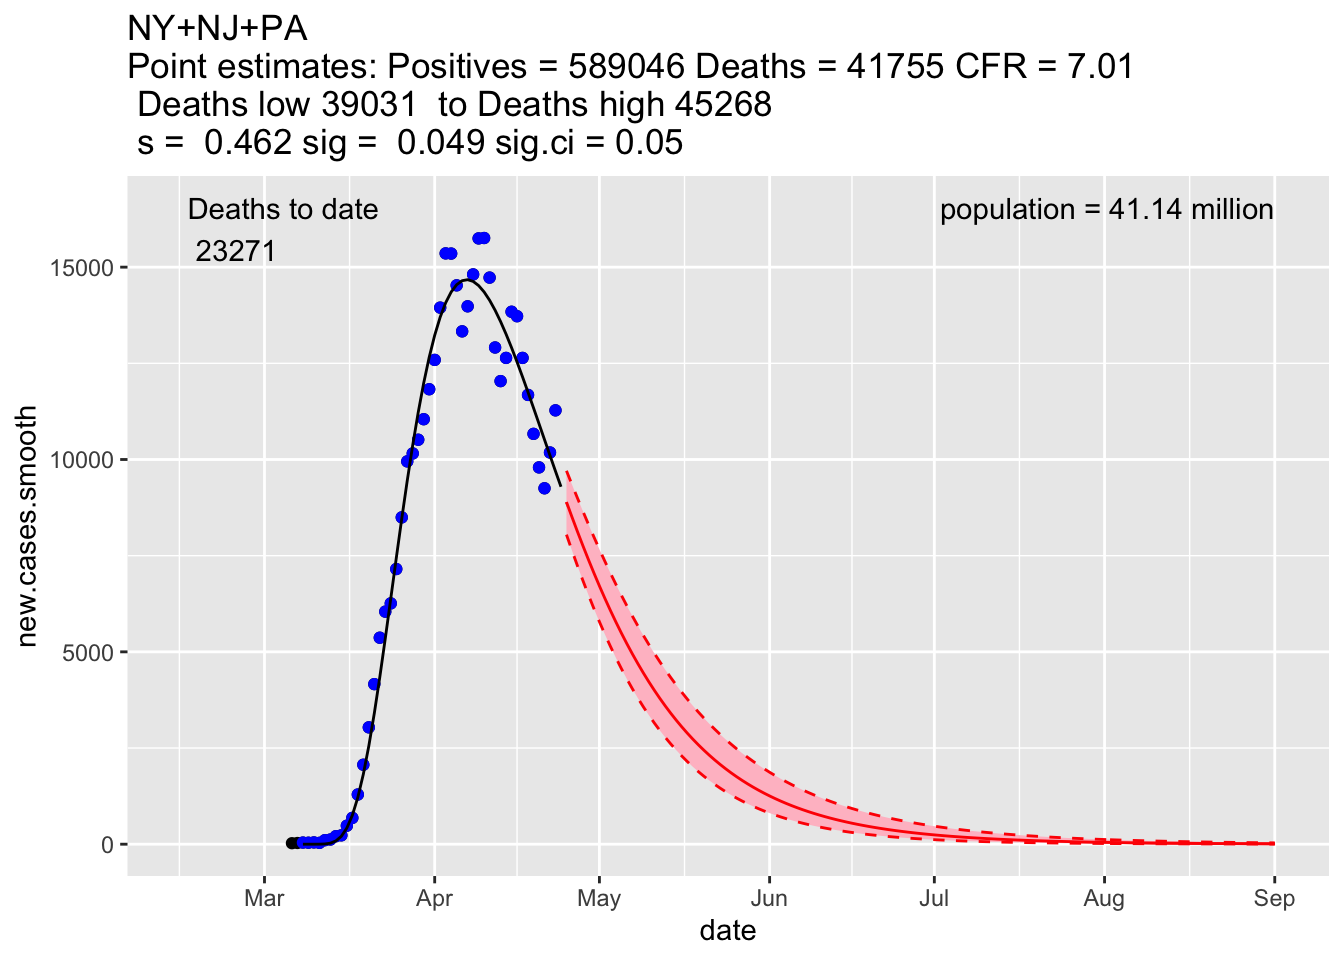 NY+NJ+PA
Point estimates: Positives = 589046 Deaths = 41755 CFR = 7.01
Deaths low 39031  to Deaths high 45268
s =  0.462 sig =  0.049 sig.ci = 0.05
Deaths to date
23271
population = 41.14 million
15000
10000
5000
0
new.cases.smooth
Mar
Apr
May
Jun
Jul
Aug
Sep
date